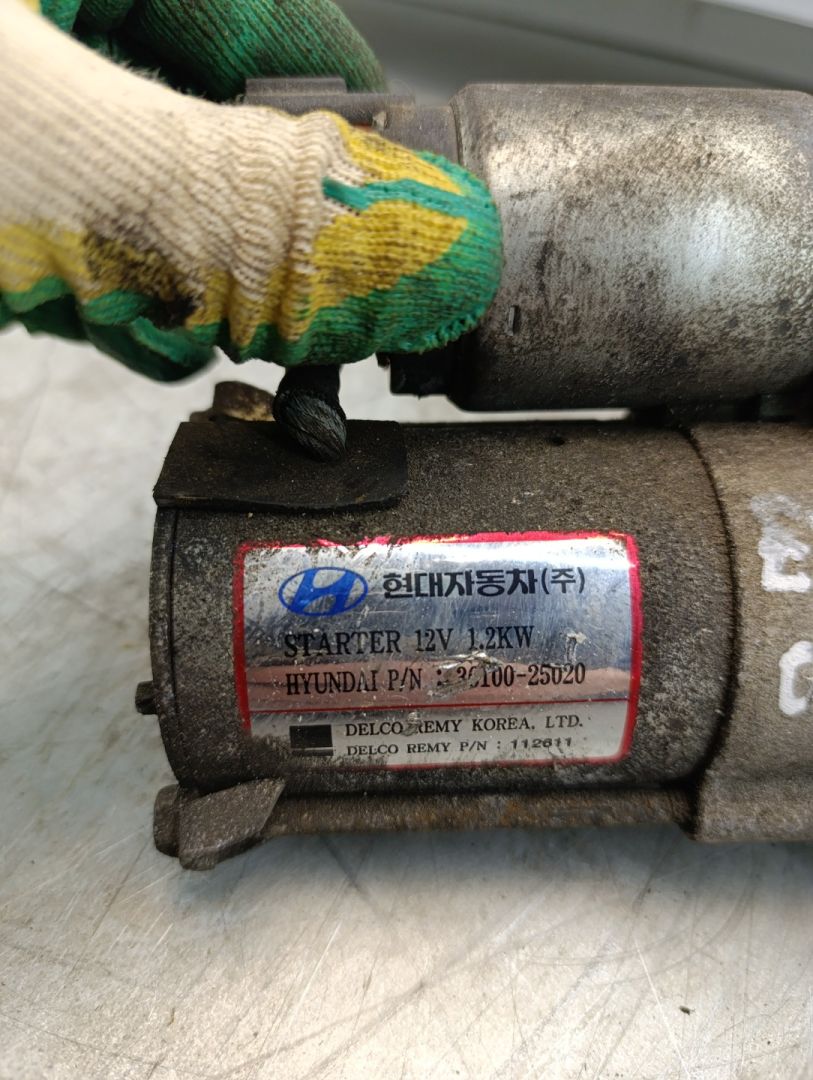 현대자동차(주)
STARTER 12V 1.2KW
HYUNDAI P/N : 36100-25020
DELCO REMY KOREA, LTD.
DELCO REMY P/N : 112611